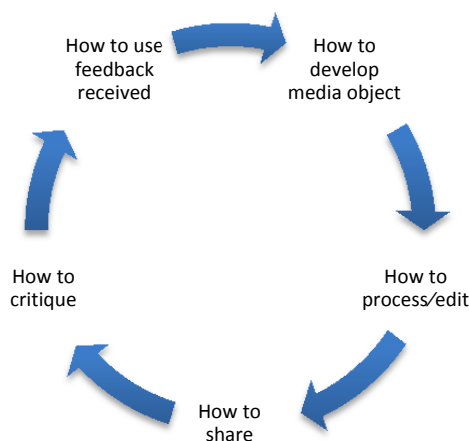 How to use
feedback
received
How to
develop
media object
How to
process/edit
How to
share
How to
critique